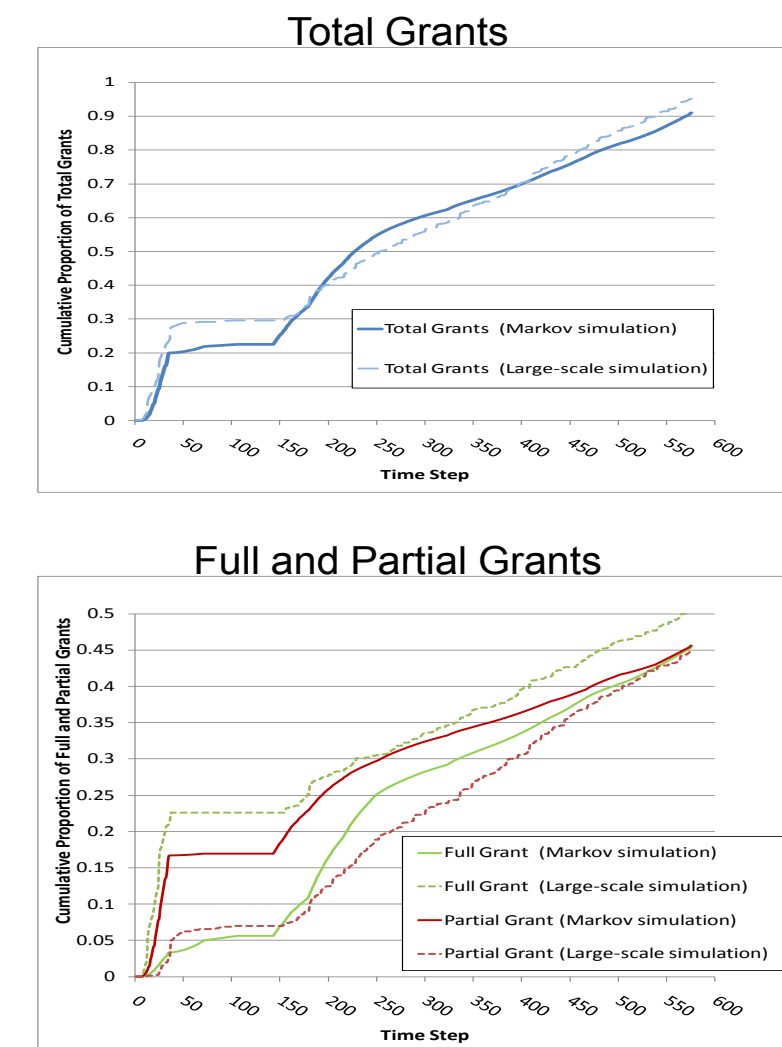 Total Grants
Cumulative Proportion of Total Grants
1
0.9
0.8
0.7
0.6
0.5
0.4
0.3
0.2
0.1
0
Total Grants (Markov simulation)
Total Grants (Large-scale simulation)
0 50 100 150 200 250 300 350 400 450 500 550 600
Time Step
Full and Partial Grants
Cumulative Proportion of Full and Partial Grants
0.5
0.45
0.4
0.35
0.3
0.25
0.2
0.15
0.1
0.05
0
Full Grant (Markov simulation)
Full Grant (Large-scale simulation)
Partial Grant (Markov simulation)
Partial Grant (Large-scale simulation)
0 50 100 150 200 250 300 350 400 450 500 550 600
Time Step